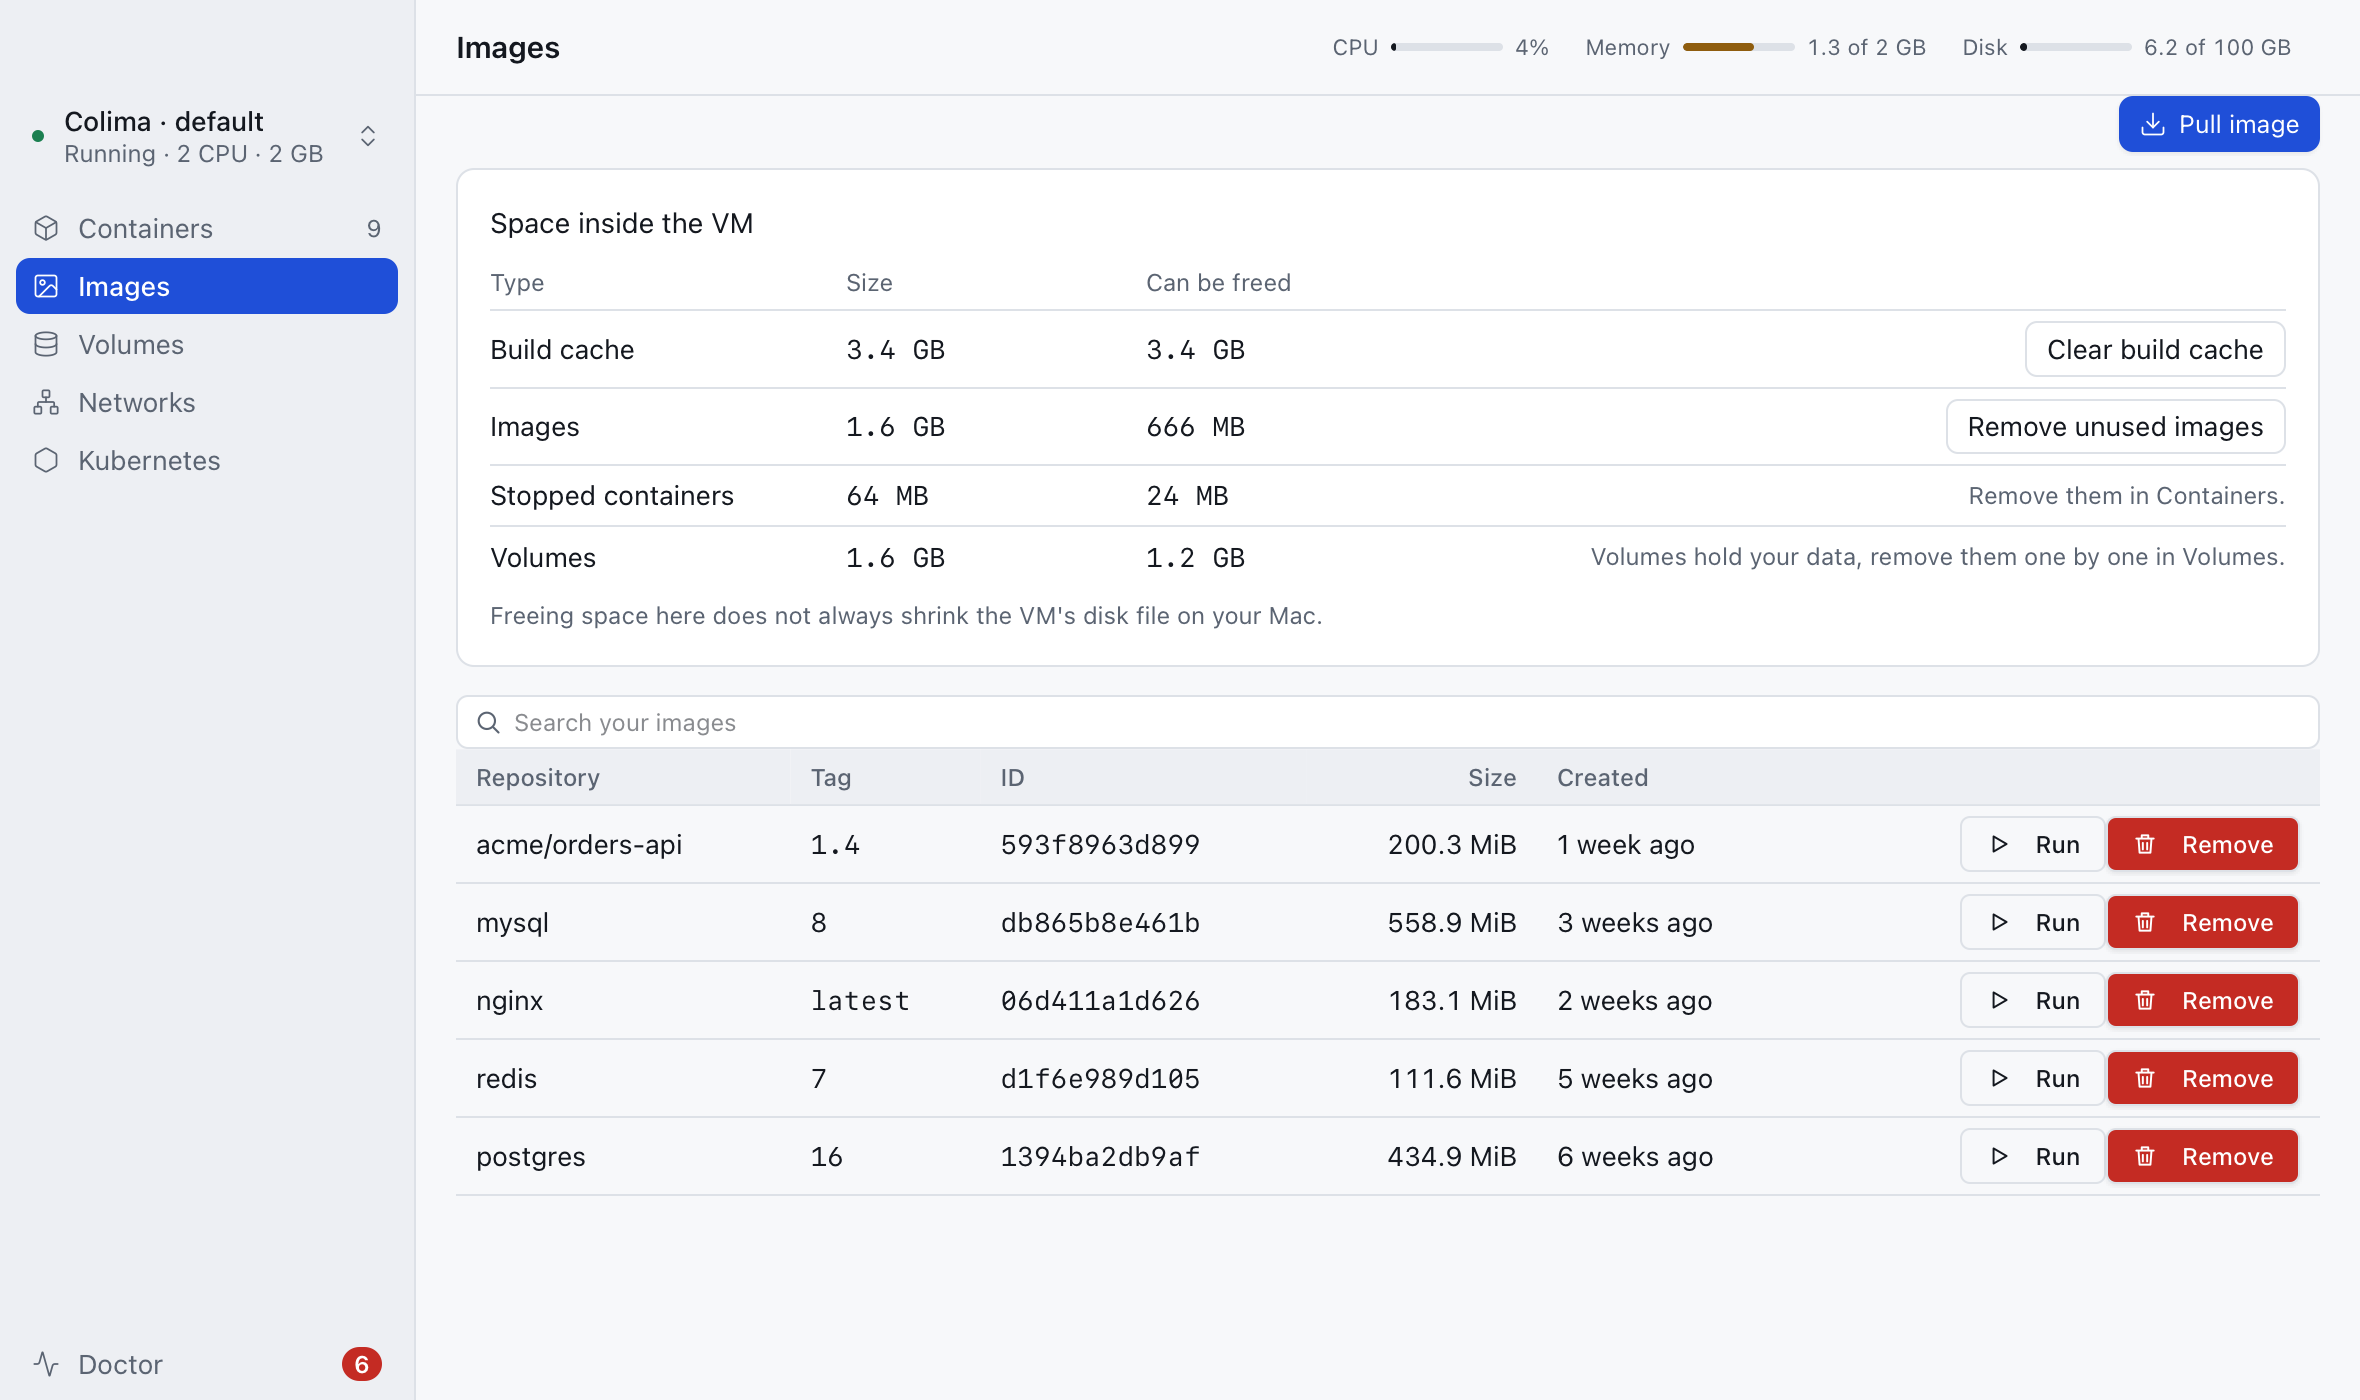 Images
CPU 4% Memory 1.3 of 2 GB Disk 6.2 of 100 GB
Colima · default
Running · 2 CPU · 2 GB
Containers 9
Images
Volumes
Networks
Kubernetes
Doctor 6
Pull image
Space inside the VM
Type Size Can be freed
Build cache 3.4 GB 3.4 GB Clear build cache
Images 1.6 GB 666 MB Remove unused images
Stopped containers 64 MB 24 MB Remove them in Containers.
Volumes 1.6 GB 1.2 GB Volumes hold your data, remove them one by one in Volumes.
Freeing space here does not always shrink the VM's disk file on your Mac.
Search your images
Repository Tag ID Size Created
acme/orders-api 1.4 593f8963d899 200.3 MiB 1 week ago Run Remove
mysql 8 db865b8e461b 558.9 MiB 3 weeks ago Run Remove
nginx latest 06d411a1d626 183.1 MiB 2 weeks ago Run Remove
redis 7 d1f6e989d105 111.6 MiB 5 weeks ago Run Remove
postgres 16 1394ba2db9af 434.9 MiB 6 weeks ago Run Remove